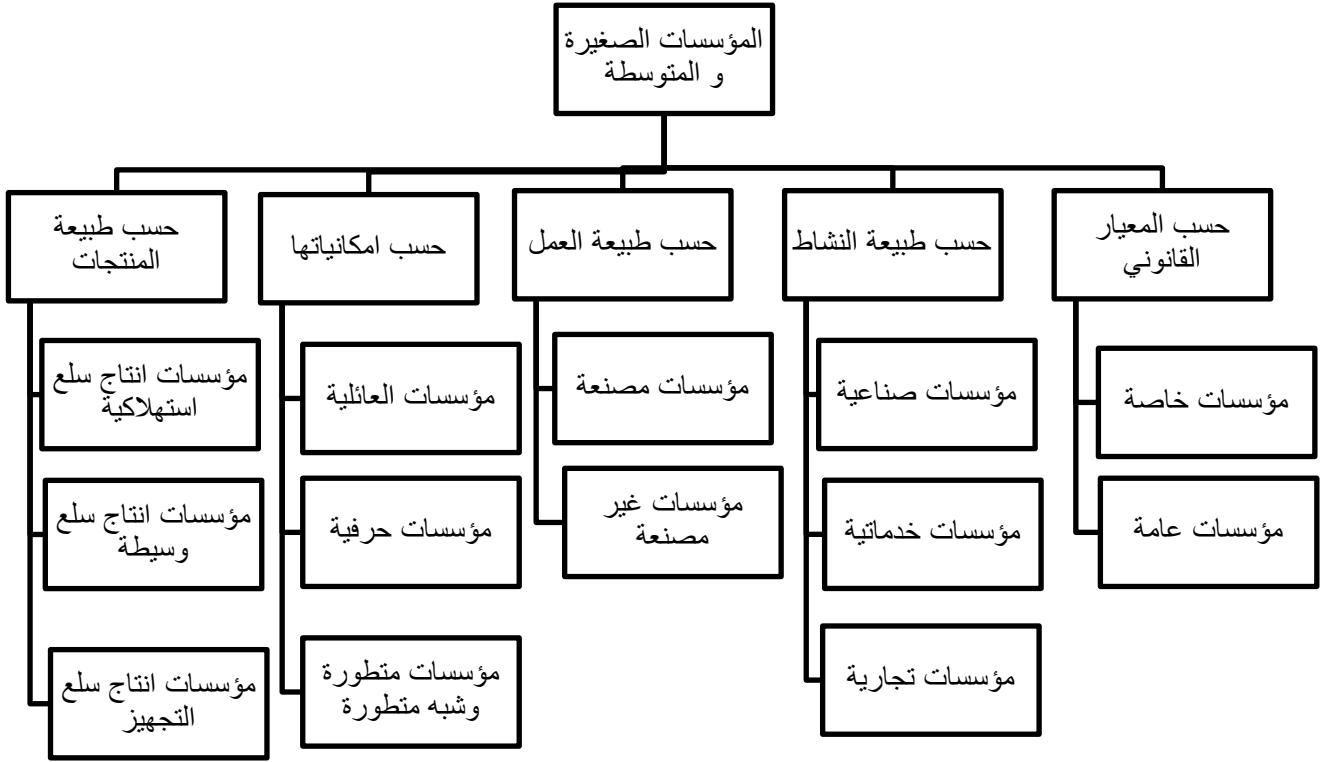 المؤسسات الصغيرة
و المتوسطة
حسب المعيار
القانوني
مؤسسات خاصة
مؤسسات عامة
حسب طبيعة النشاط
مؤسسات صناعية
مؤسسات خدماتية
مؤسسات تجارية
حسب طبيعة العمل
مؤسسات مصنعة
مؤسسات غير
مصنعة
حسب امكانياتها
مؤسسات العائلية
مؤسسات حرفية
مؤسسات متطورة
وشبه متطورة
حسب طبيعة
المنتجات
مؤسسات انتاج سلع
استهلاكية
مؤسسات انتاج سلع
وسيطة
مؤسسات انتاج سلع
التجهيز